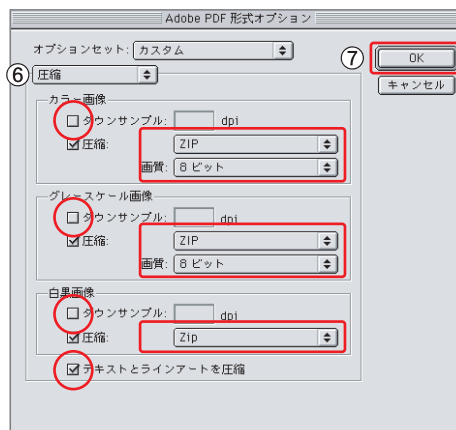 Adobe PDF 形式オプション
オプションセット: カスタム
⑦ OK
⑥ 圧縮
キャンセル
カラー画像
ダウンサンプル: dpi
圧縮: ZIP
画質: 8 ビット
グレースケール画像
ダウンサンプル: dpi
圧縮: ZIP
画質: 8 ビット
白黒画像
ダウンサンプル: dpi
圧縮: Zip
テキストとラインアートを圧縮